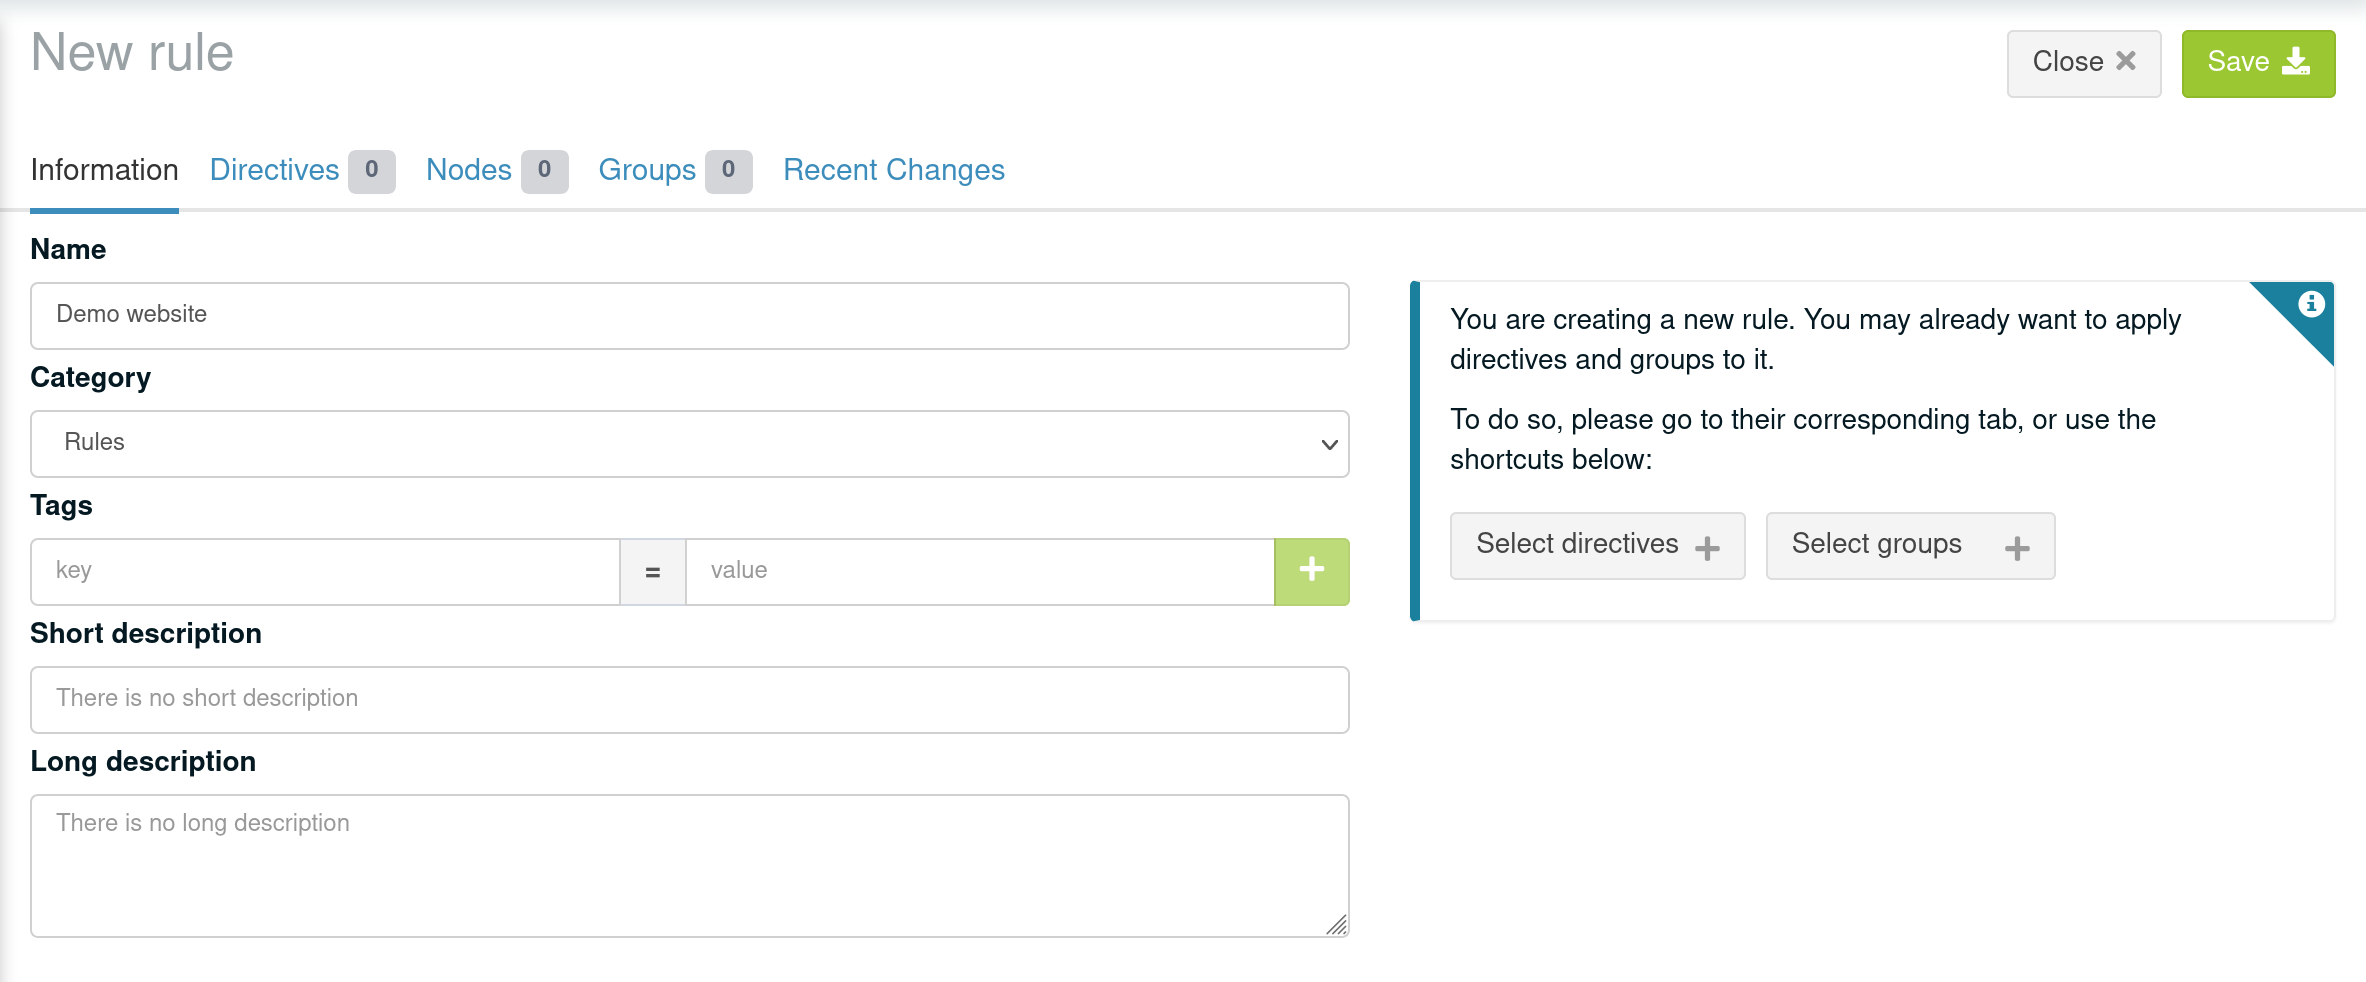 New rule
Close
Save
Information Directives 0 Nodes 0 Groups 0 Recent Changes
Name
Demo website
Category
Rules
Tags
key = value
Short description
There is no short description
Long description
There is no long description
You are creating a new rule. You may already want to apply
directives and groups to it.
To do so, please go to their corresponding tab, or use the
shortcuts below:
Select directives
Select groups